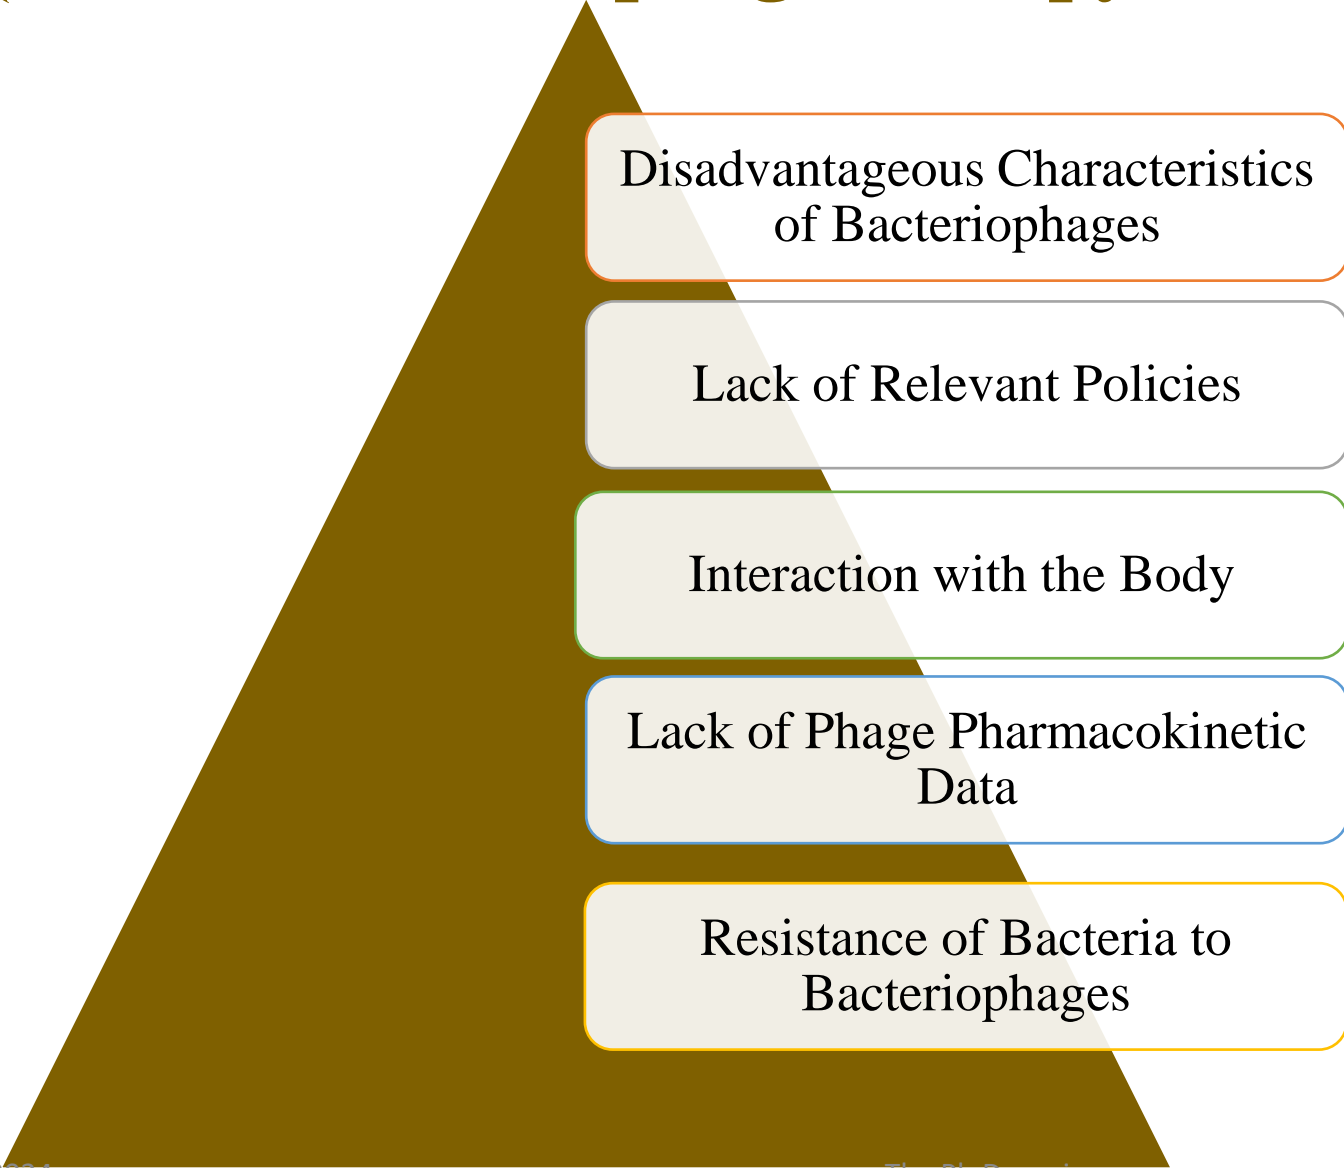 Disadvantageous Characteristics
of Bacteriophages
Lack of Relevant Policies
Interaction with the Body
Lack of Phage Pharmacokinetic
Data
Resistance of Bacteria to
Bacteriophages